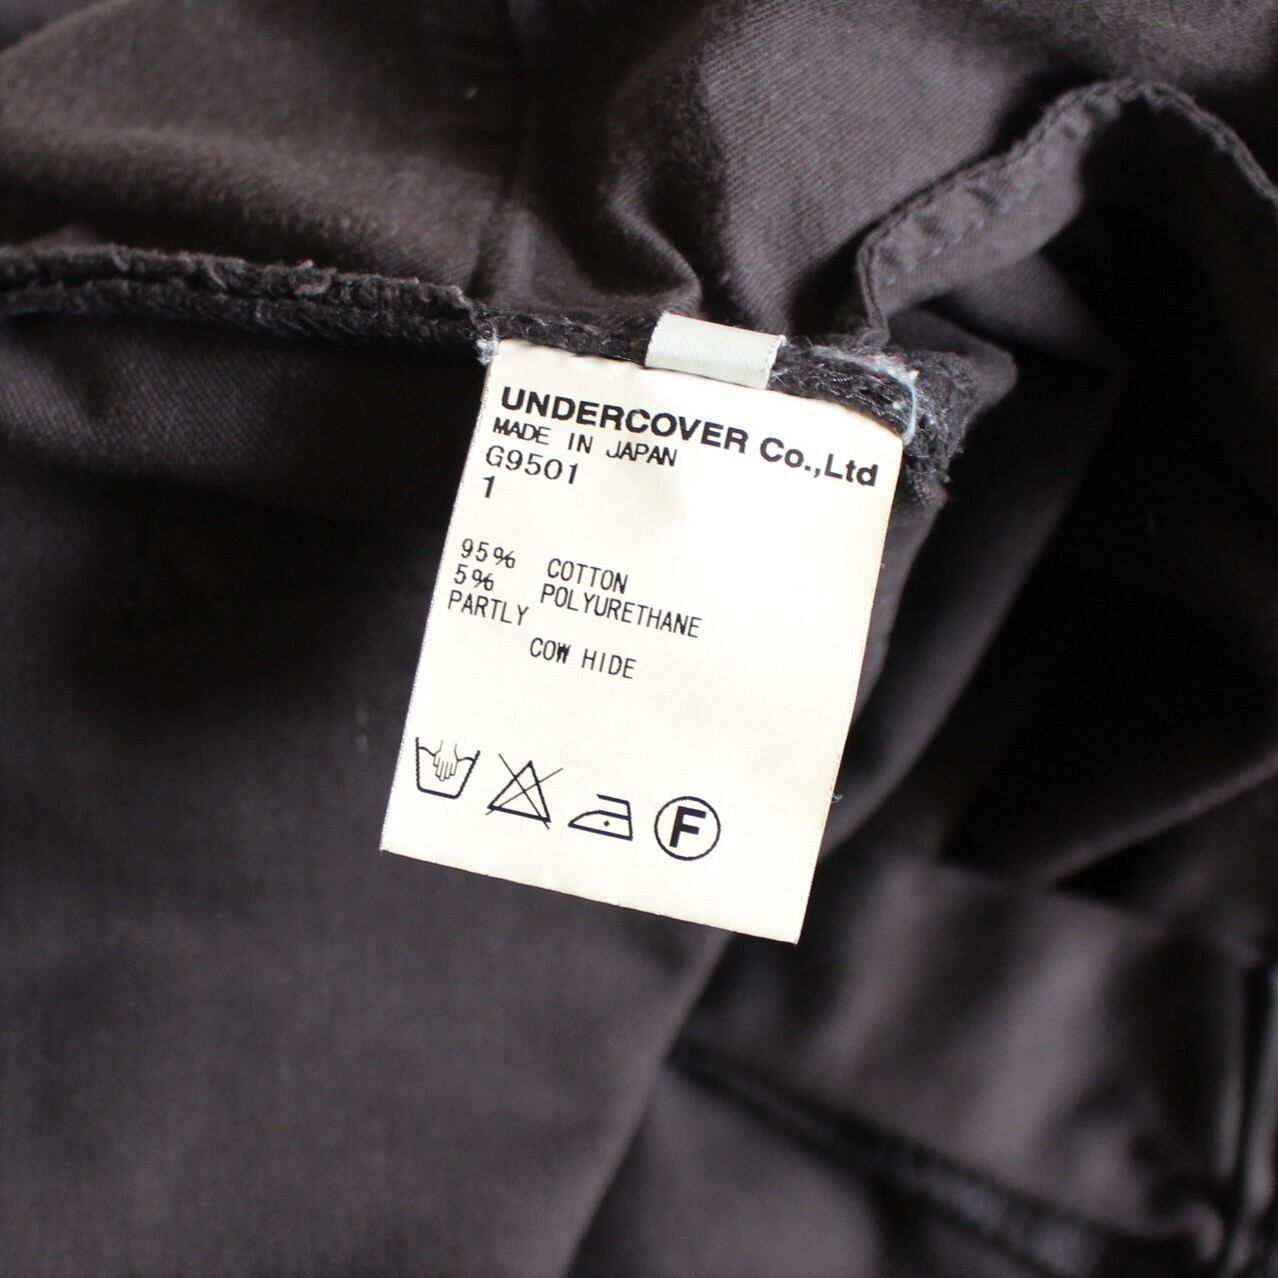 UNDERCOVER Co.,Ltd
MADE IN JAPAN
G9501
1
95% COTTON
5% POLYURETHANE
PARTLY
COW HIDE
F